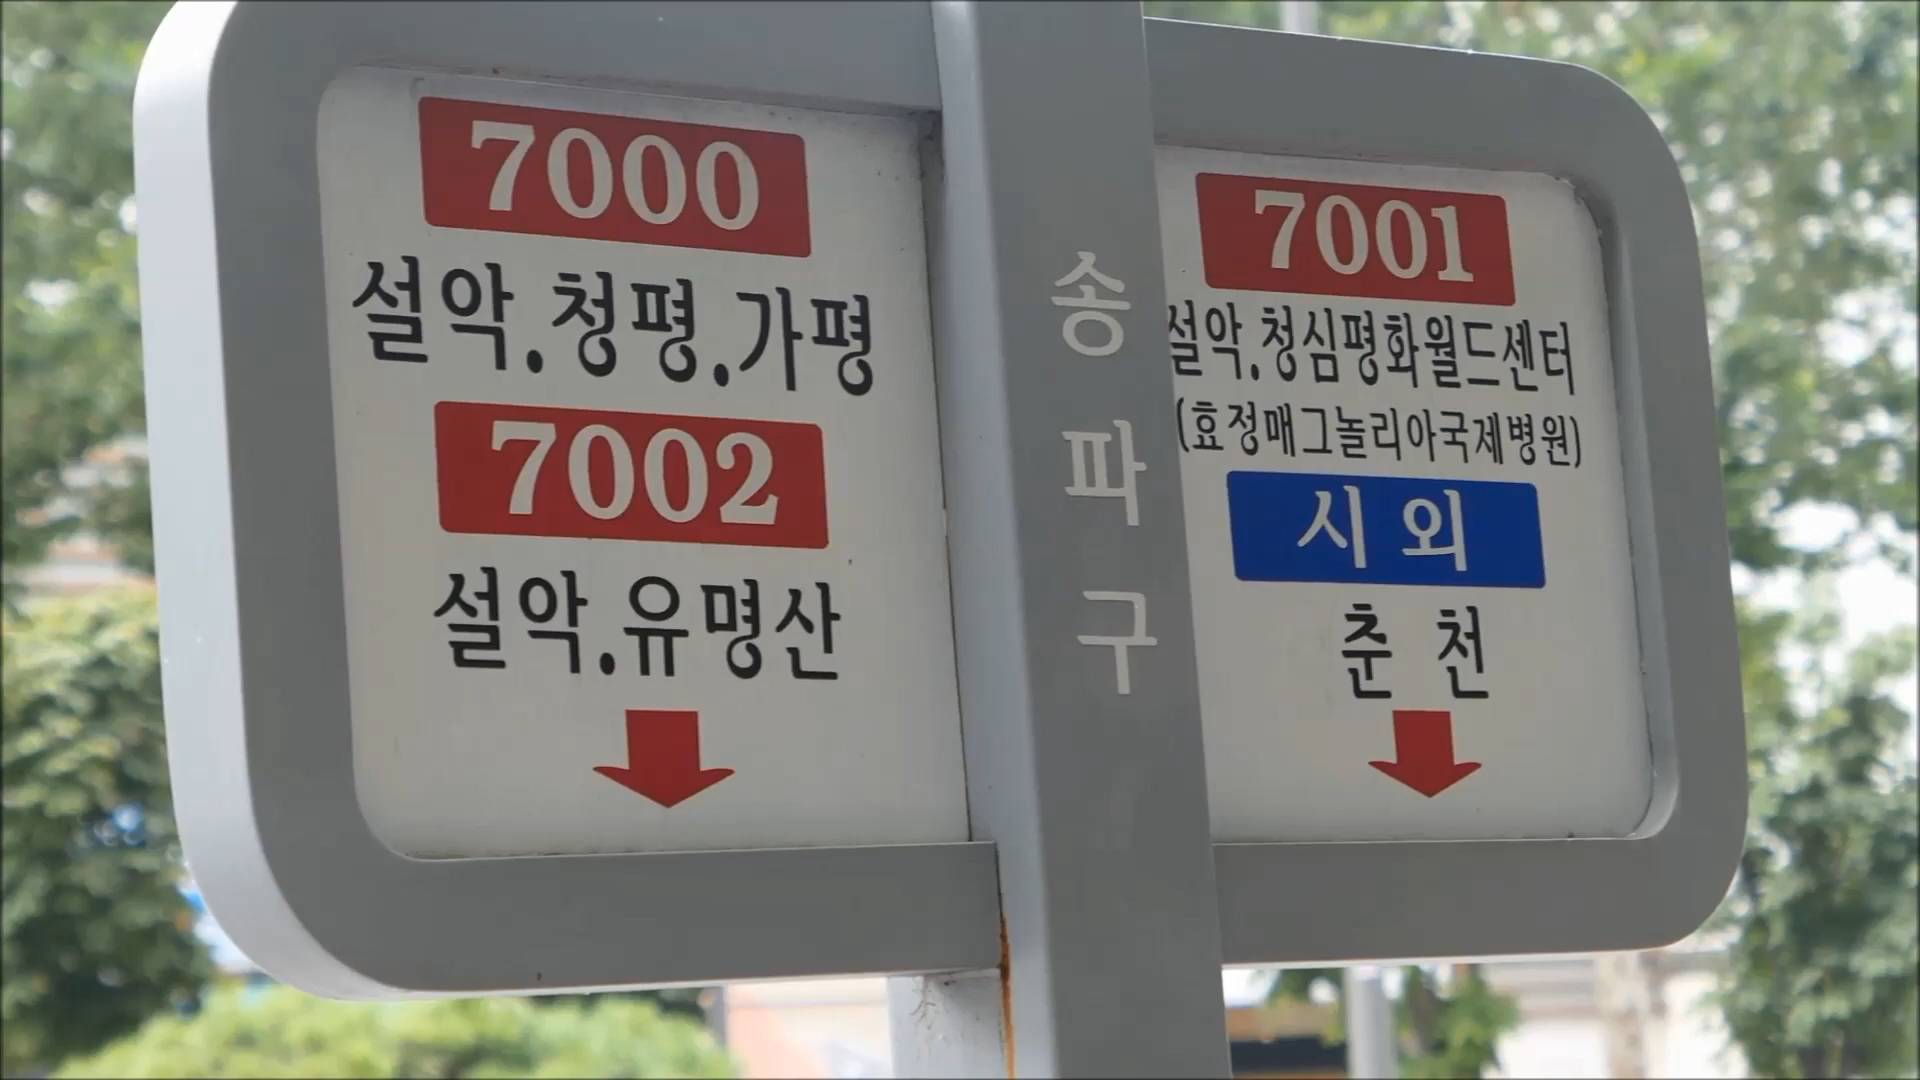 7000
설악.청평.가평
7002
설악.유명산
송파구
7001
설악.청심평화월드센터
(효정매그놀리아국제병원)
시외
춘천